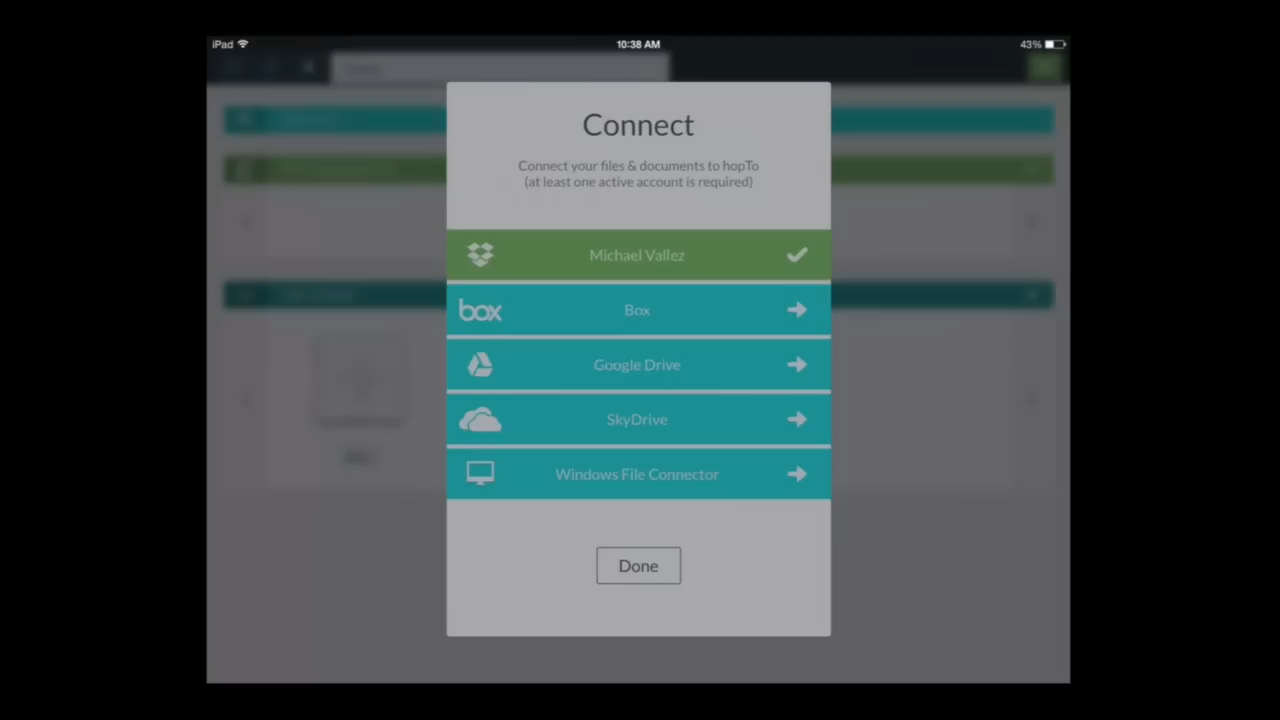 iPad
10:38 AM
43%
Connect
Connect your files & documents to hopTo
(at least one active account is required)
Michael Vallez
box
Box
Google Drive
SkyDrive
Windows File Connector
Done